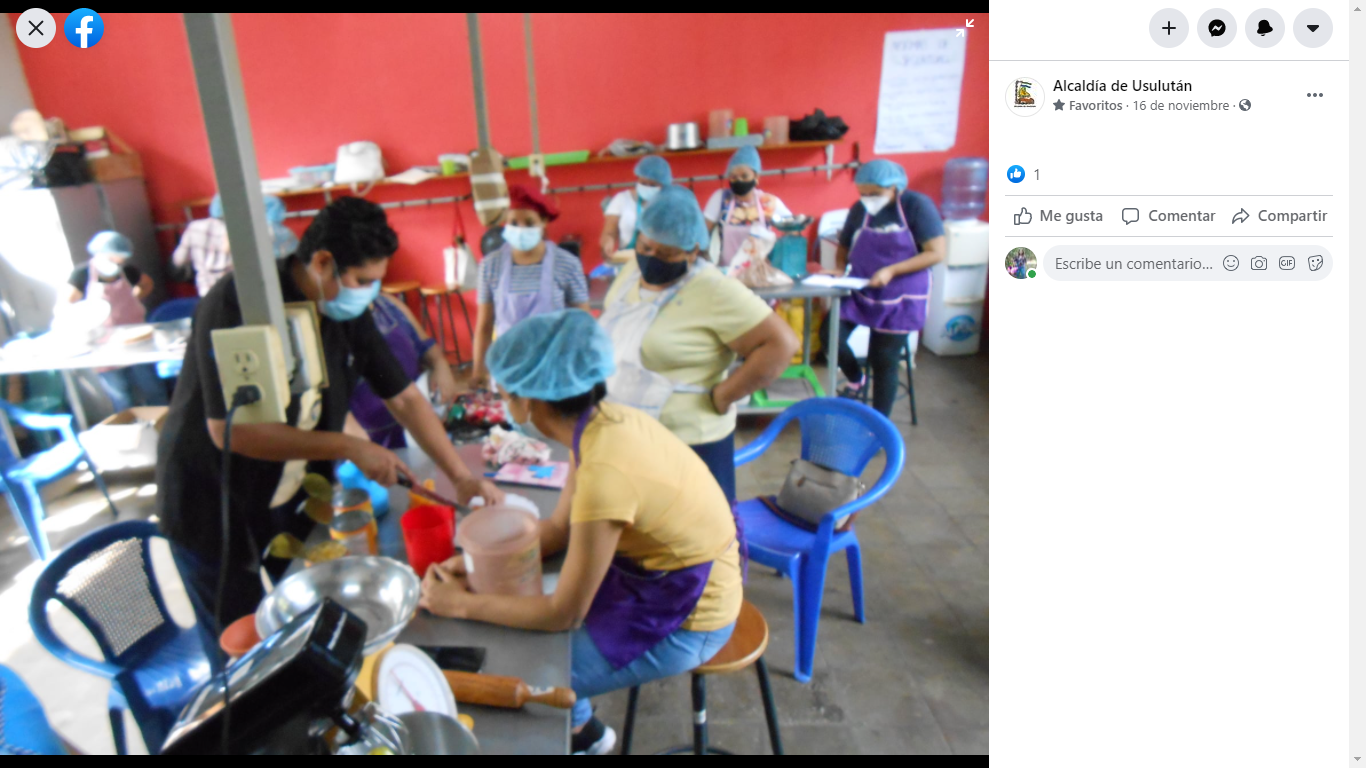 Alcaldía de Usulután
Favoritos · 16 de noviembre ·
1
Me gusta
Comentar
Compartir
Escribe un comentario...
GIF